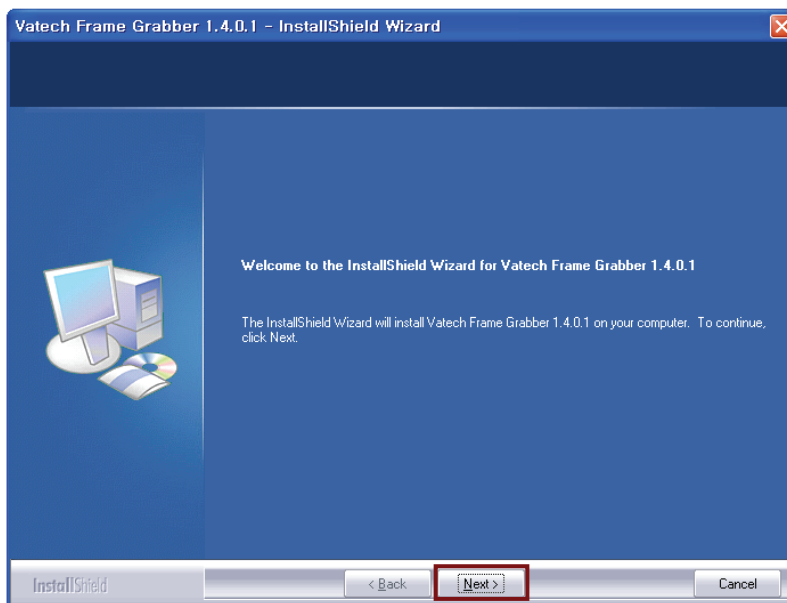 Vatech Frame Grabber 1.4.0.1 - InstallShield Wizard
Welcome to the InstallShield Wizard for Vatech Frame Grabber 1.4.0.1
The InstallShield Wizard will install Vatech Frame Grabber 1.4.0.1 on your computer. To continue,
click Next.
InstallShield
< Back
Next >
Cancel